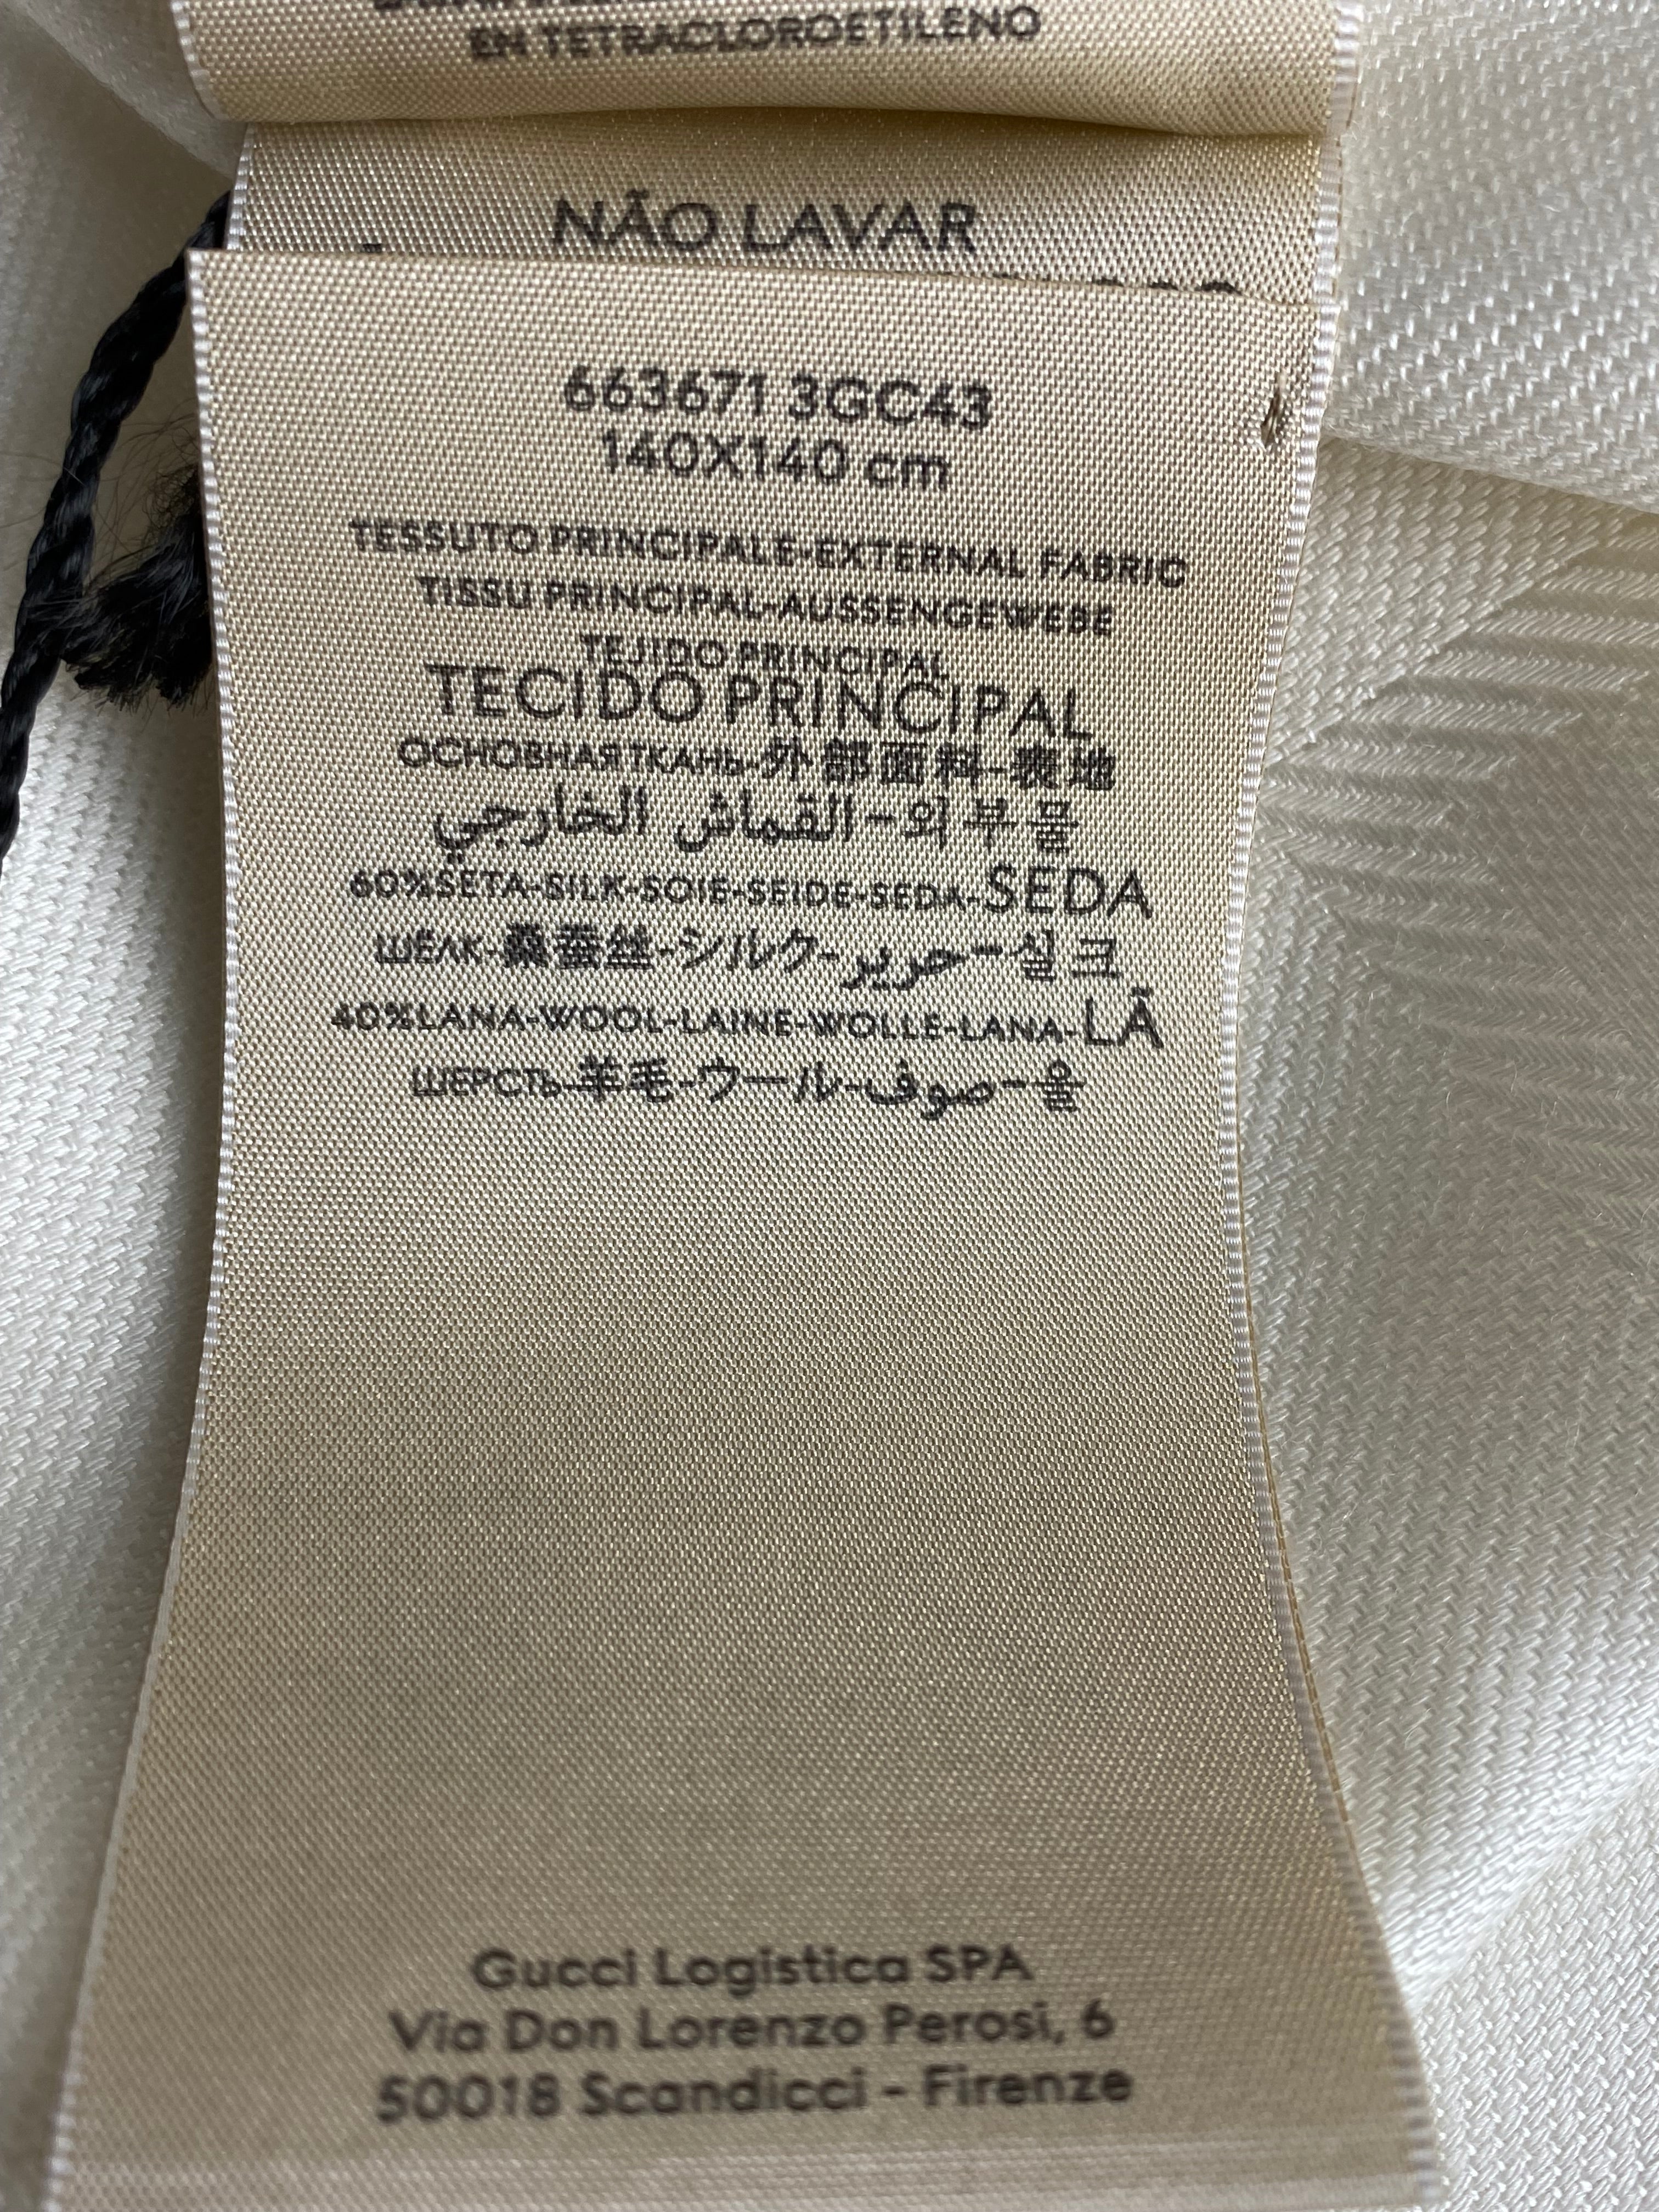 EN TETRACLOROETILENO
NÃO LAVAR
663671 3GC43
140X140 cm
TESSUTO PRINCIPALE-EXTERNAL FABRIC
TISSU PRINCIPAL-AUSSENGEWEBE
TEJIDO PRINCIPAL
TECIDO PRINCIPAL
ОСНОВНАЯТКАНЬ-外部面料-表地
القماش الخارجي-외부물
60%SETA-SILK-SOIE-SEIDE-SEDA-SEDA
ШЁЛК-桑蚕丝-シルク-حرير-실크
40%LANA-WOOL-LAINE-WOLLE-LANA-LÃ
ШЕРСТЬ-羊毛-ウール-صوف-울
Gucci Logistica SPA
Via Don Lorenzo Perosi, 6
50018 Scandicci - Firenze